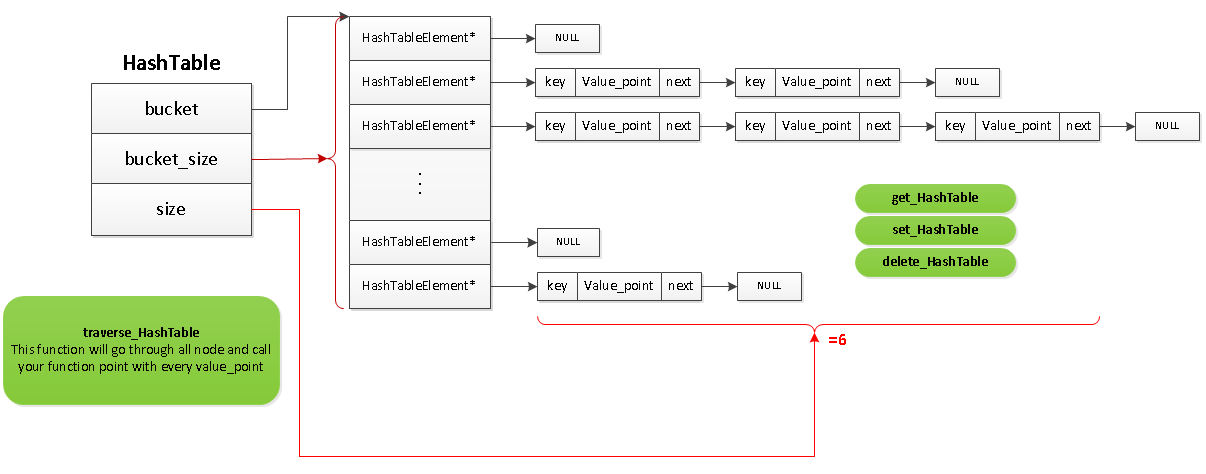 HashTable
bucket
bucket_size
size
HashTableElement* NULL
HashTableElement* key Value_point next key Value_point next NULL
HashTableElement* key Value_point next key Value_point next key Value_point next NULL
⋮
HashTableElement* NULL
HashTableElement* key Value_point next NULL
get_HashTable
set_HashTable
delete_HashTable
=6
traverse_HashTable
This function will go through all node and call
your function point with every value_point